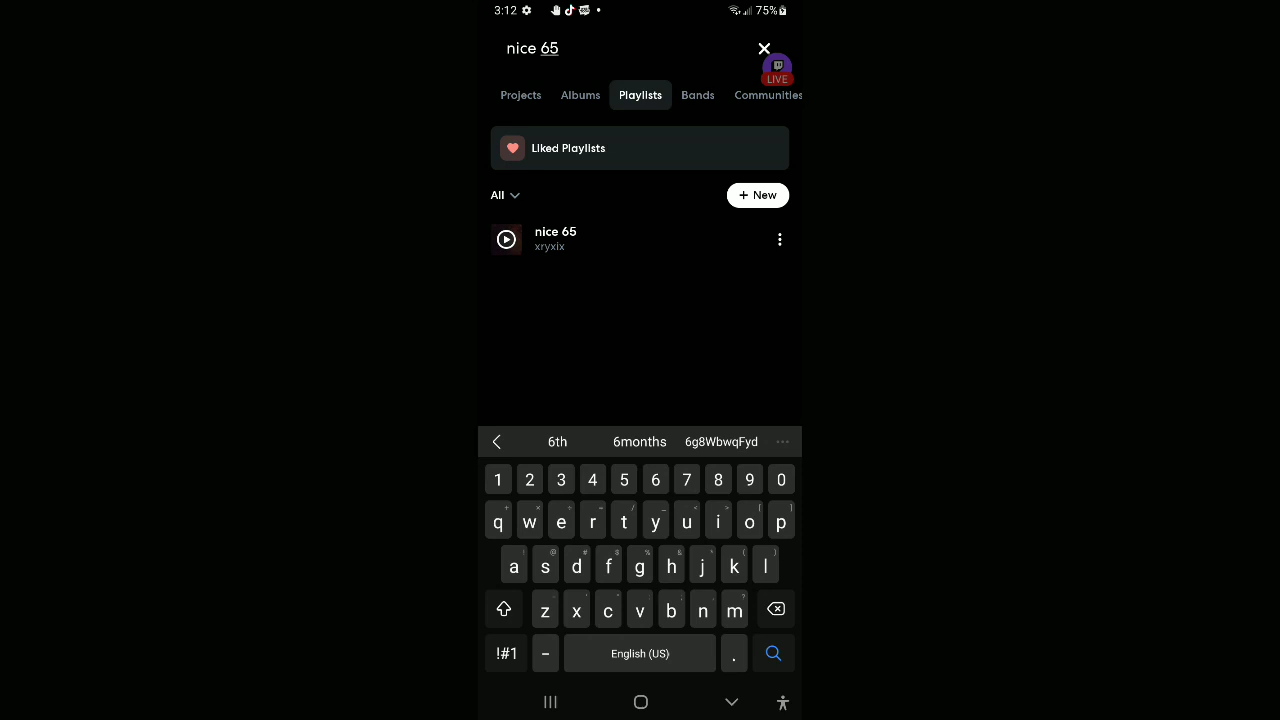 3:12 75%
nice 65
LIVE
Projects Albums Playlists Bands Communities
Liked Playlists
All + New
nice 65
xryxix
6th 6months 6g8WbwqFyd ...
1 2 3 4 5 6 7 8 9 0
q w e r t y u i o p
a s d f g h j k l
z x c v b n m
!#1 - English (US) .